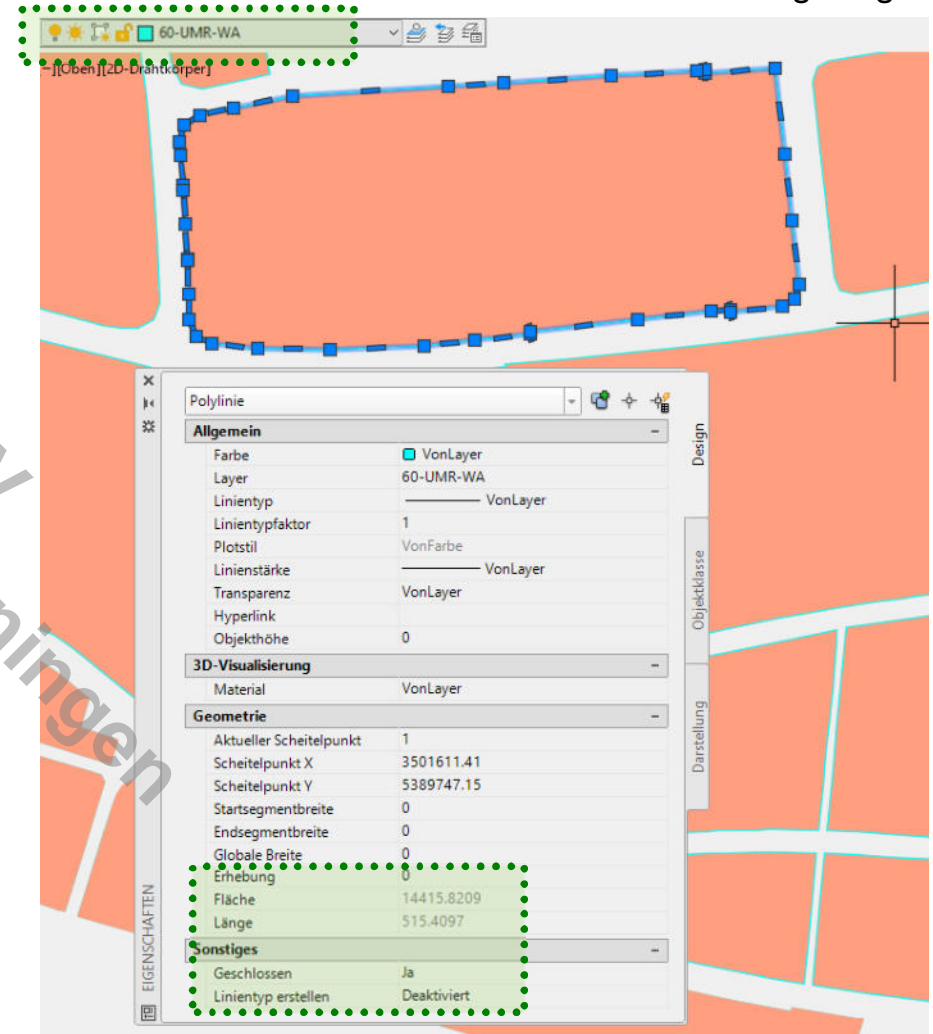 60-UMR-WA
−][Oben][2D-Drahtkörper]
Polylinie
Allgemein
Farbe VonLayer
Layer 60-UMR-WA
Linientyp VonLayer
Linientypfaktor 1
Plotstil VonFarbe
Linienstärke VonLayer
Transparenz VonLayer
Hyperlink
Objekthöhe 0
3D-Visualisierung
Material VonLayer
Geometrie
Aktueller Scheitelpunkt 1
Scheitelpunkt X 3501611.41
Scheitelpunkt Y 5389747.15
Startsegmentbreite 0
Endsegmentbreite 0
Globale Breite 0
Erhebung 0
Fläche 14415.8209
Länge 515.4097
Sonstiges
Geschlossen Ja
Linientyp erstellen Deaktiviert
Design
Objektklasse
Darstellung
EIGENSCHAFTEN